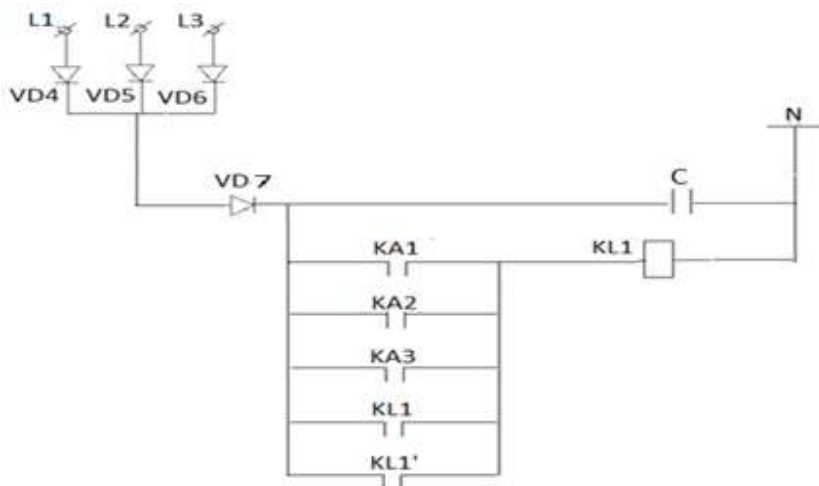 L1 L2 L3
VD4 VD5 VD6
N
VD 7
C
KA1 KL1
KA2
KA3
KL1
KL1'